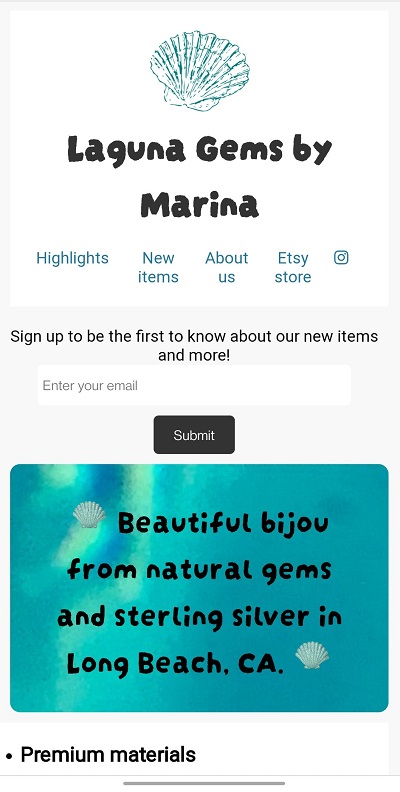 Laguna Gems by
Marina
Highlights New items About us Etsy store
Sign up to be the first to know about our new items
and more!
Enter your email
Submit
Beautiful bijou
from natural gems
and sterling silver in
Long Beach, CA.
• Premium materials